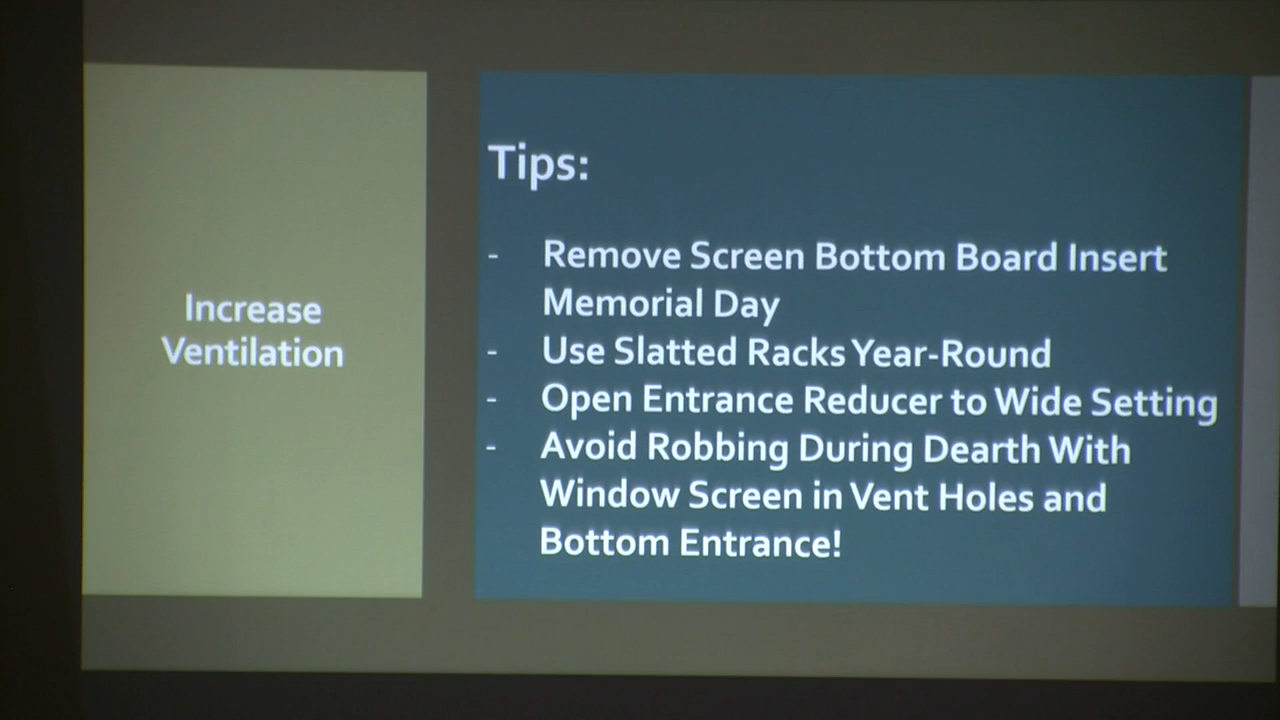 Increase
Ventilation
Tips:
- Remove Screen Bottom Board Insert
Memorial Day
- Use Slatted Racks Year-Round
- Open Entrance Reducer to Wide Setting
- Avoid Robbing During Dearth With
Window Screen in Vent Holes and
Bottom Entrance!